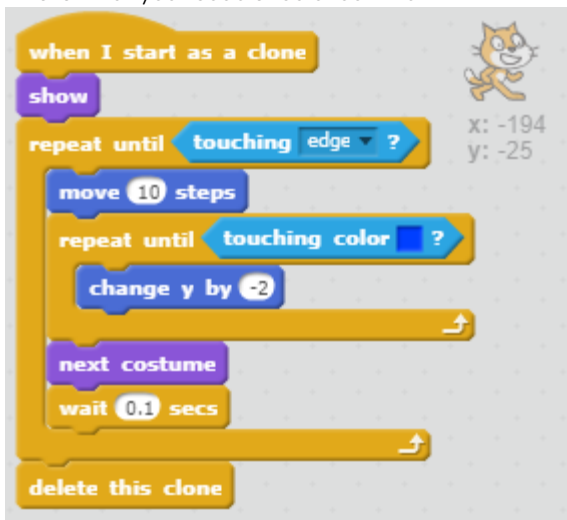 when I start as a clone
show
x: -194
repeat until touching edge ?
y: -25
move 10 steps
repeat until touching color ?
change y by -2
next costume
wait 0.1 secs
delete this clone